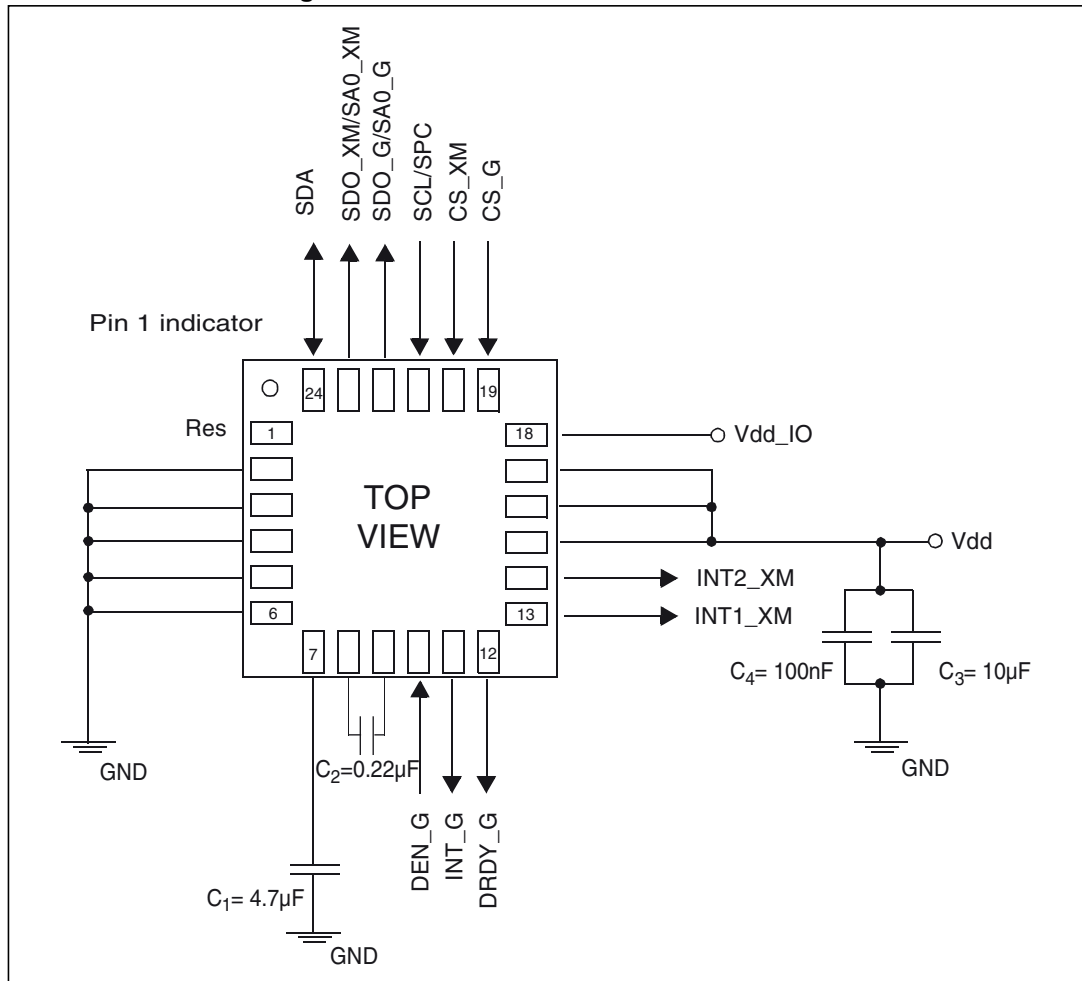 g
SDA
SDO_XM/SA0_XM
SDO_G/SA0_G
SCL/SPC
CS_XM
CS_G
Pin 1 indicator
24
19
Res
1
18
Vdd_IO
TOP
VIEW
Vdd
INT2_XM
6
13
INT1_XM
7
12
C4= 100nF
C3= 10µF
GND
C2=0.22µF
GND
DEN_G
INT_G
DRDY_G
C1= 4.7µF
GND